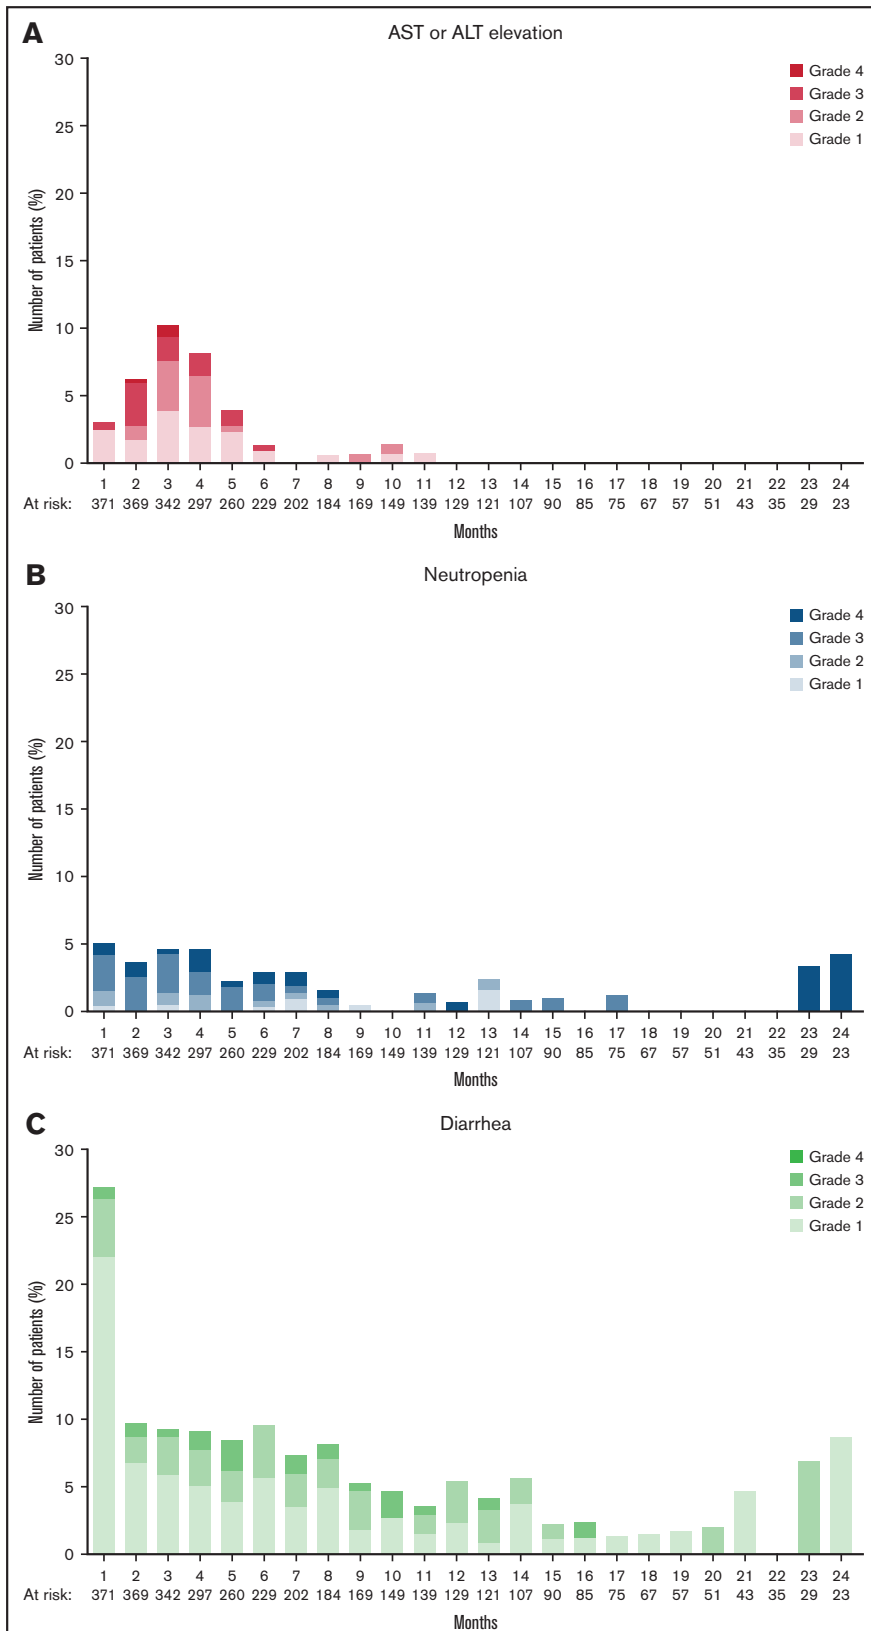 A
AST or ALT elevation
Grade 4
Grade 3
Grade 2
Grade 1
Number of patients (%)
30
25
20
15
10
5
0
1 2 3 4 5 6 7 8 9 10 11 12 13 14 15 16 17 18 19 20 21 22 23 24
At risk: 371 369 342 297 260 229 202 184 169 149 139 129 121 107 90 85 75 67 57 51 43 35 29 23
Months
B
Neutropenia
Grade 4
Grade 3
Grade 2
Grade 1
Number of patients (%)
30
25
20
15
10
5
0
1 2 3 4 5 6 7 8 9 10 11 12 13 14 15 16 17 18 19 20 21 22 23 24
At risk: 371 369 342 297 260 229 202 184 169 149 139 129 121 107 90 85 75 67 57 51 43 35 29 23
Months
C
Diarrhea
Grade 4
Grade 3
Grade 2
Grade 1
Number of patients (%)
30
25
20
15
10
5
0
1 2 3 4 5 6 7 8 9 10 11 12 13 14 15 16 17 18 19 20 21 22 23 24
At risk: 371 369 342 297 260 229 202 184 169 149 139 129 121 107 90 85 75 67 57 51 43 35 29 23
Months